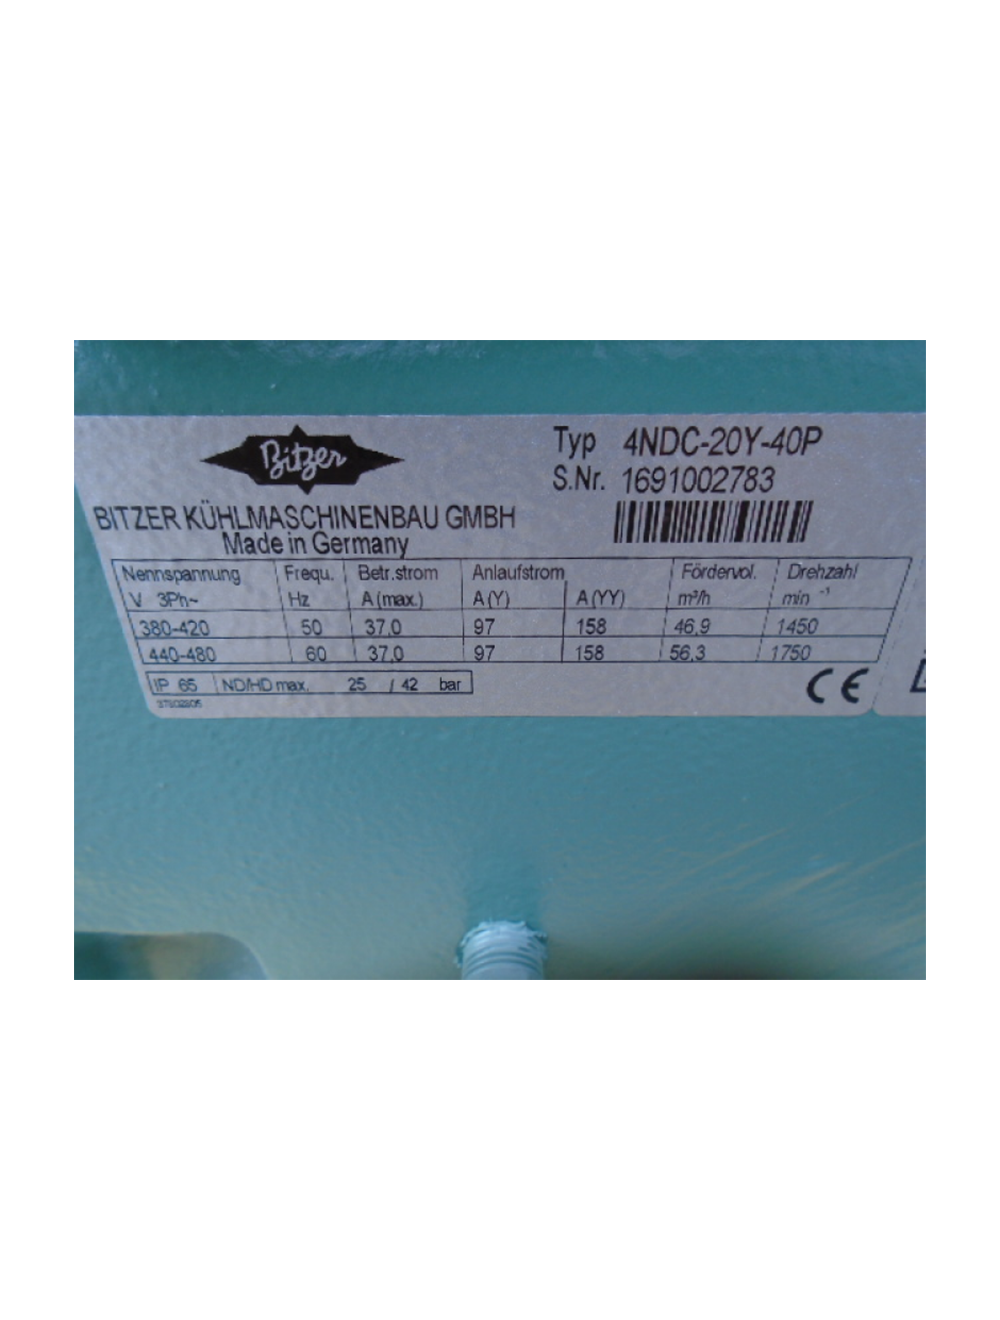 Bitzer
Typ 4NDC-20Y-40P
S.Nr. 1691002783
BITZER KÜHLMASCHINENBAU GMBH
Made in Germany
Nennspannung Frequ. Betr.strom Anlaufstrom Fördervol. Drehzahl
V 3Ph~ Hz A (max.) A (Y) A (YY) m³/h min ⁻¹
380-420 50 37,0 97 158 46,9 1450
440-480 60 37,0 97 158 56,3 1750
IP 65 ND/HD max. 25 / 42 bar
CE